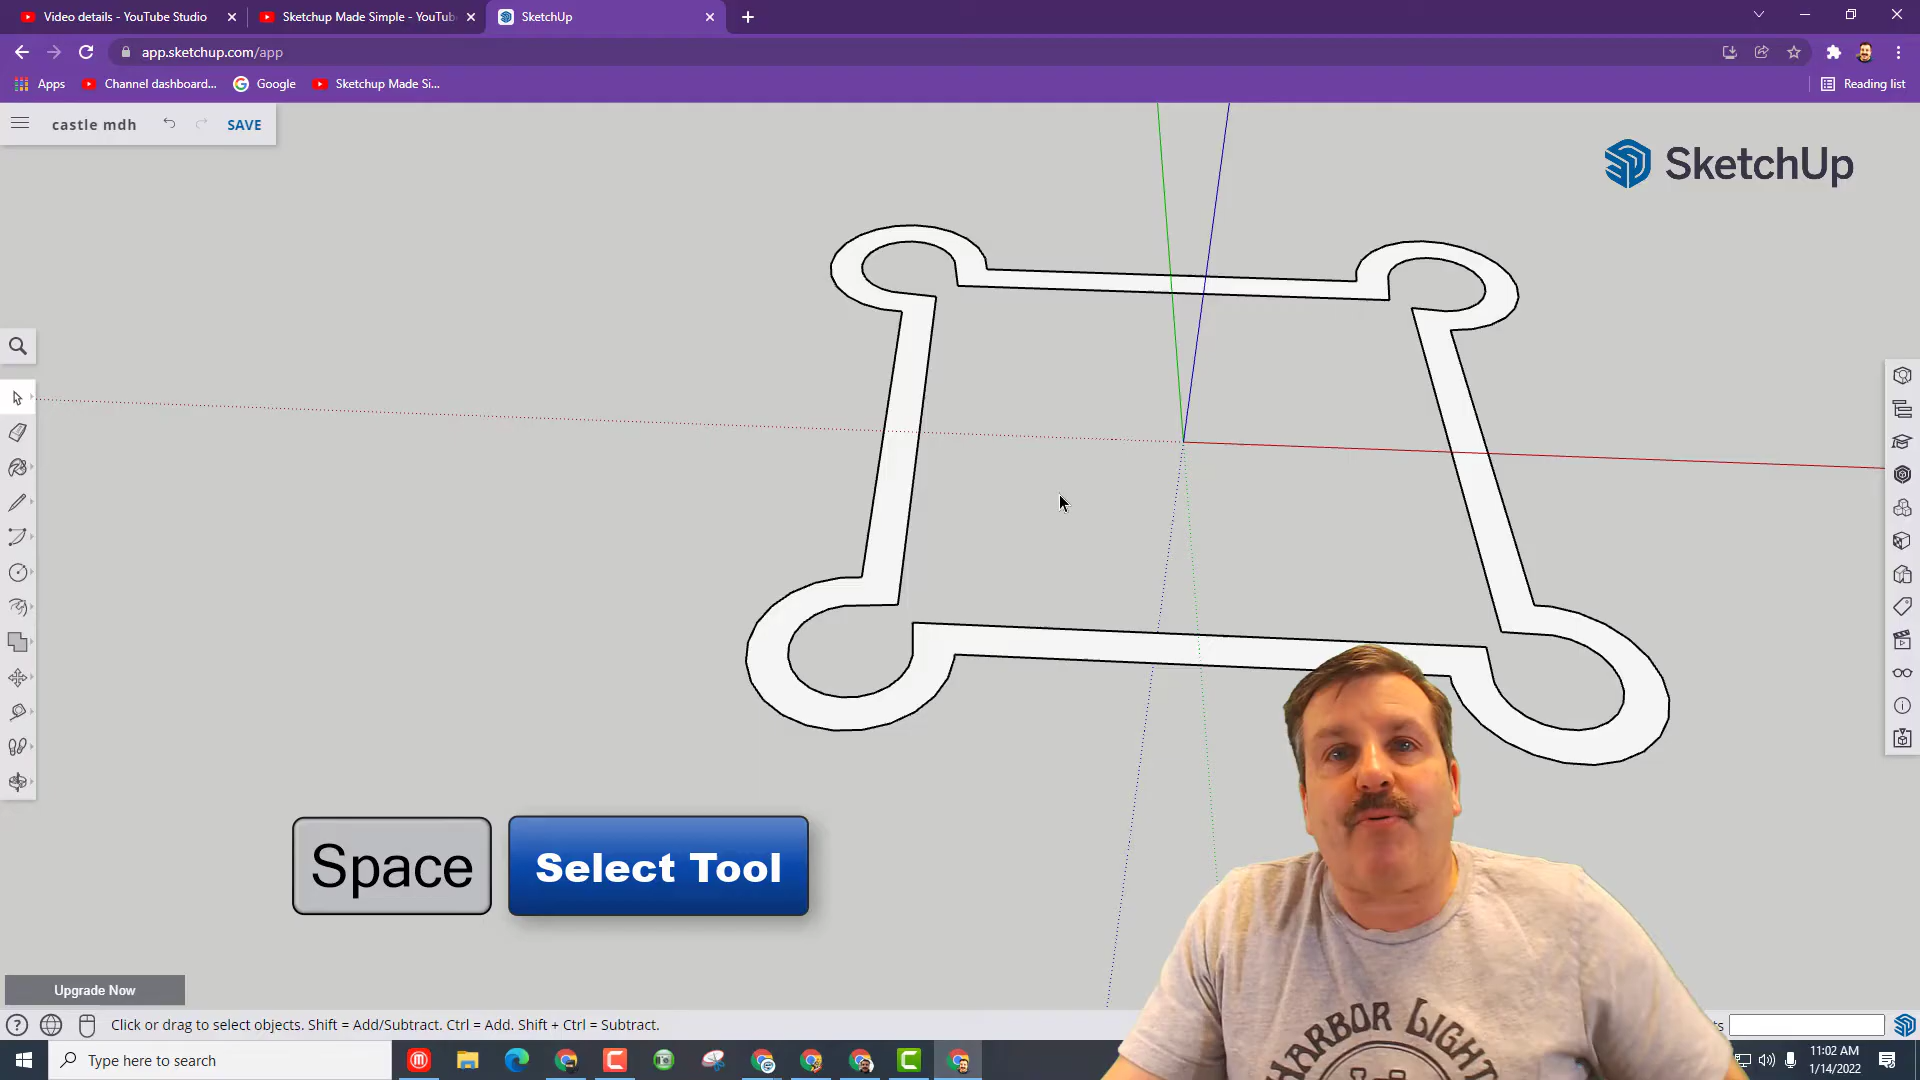 Video details - YouTube Studio
Sketchup Made Simple - YouTub
SketchUp
app.sketchup.com/app
Apps
Channel dashboard...
Google
Sketchup Made Si...
Reading list
castle mdh
SAVE
SketchUp
Space
Select Tool
Upgrade Now
Click or drag to select objects. Shift = Add/Subtract. Ctrl = Add. Shift + Ctrl = Subtract.
HARBOR LIGHT
Type here to search
11:02 AM
1/14/2022